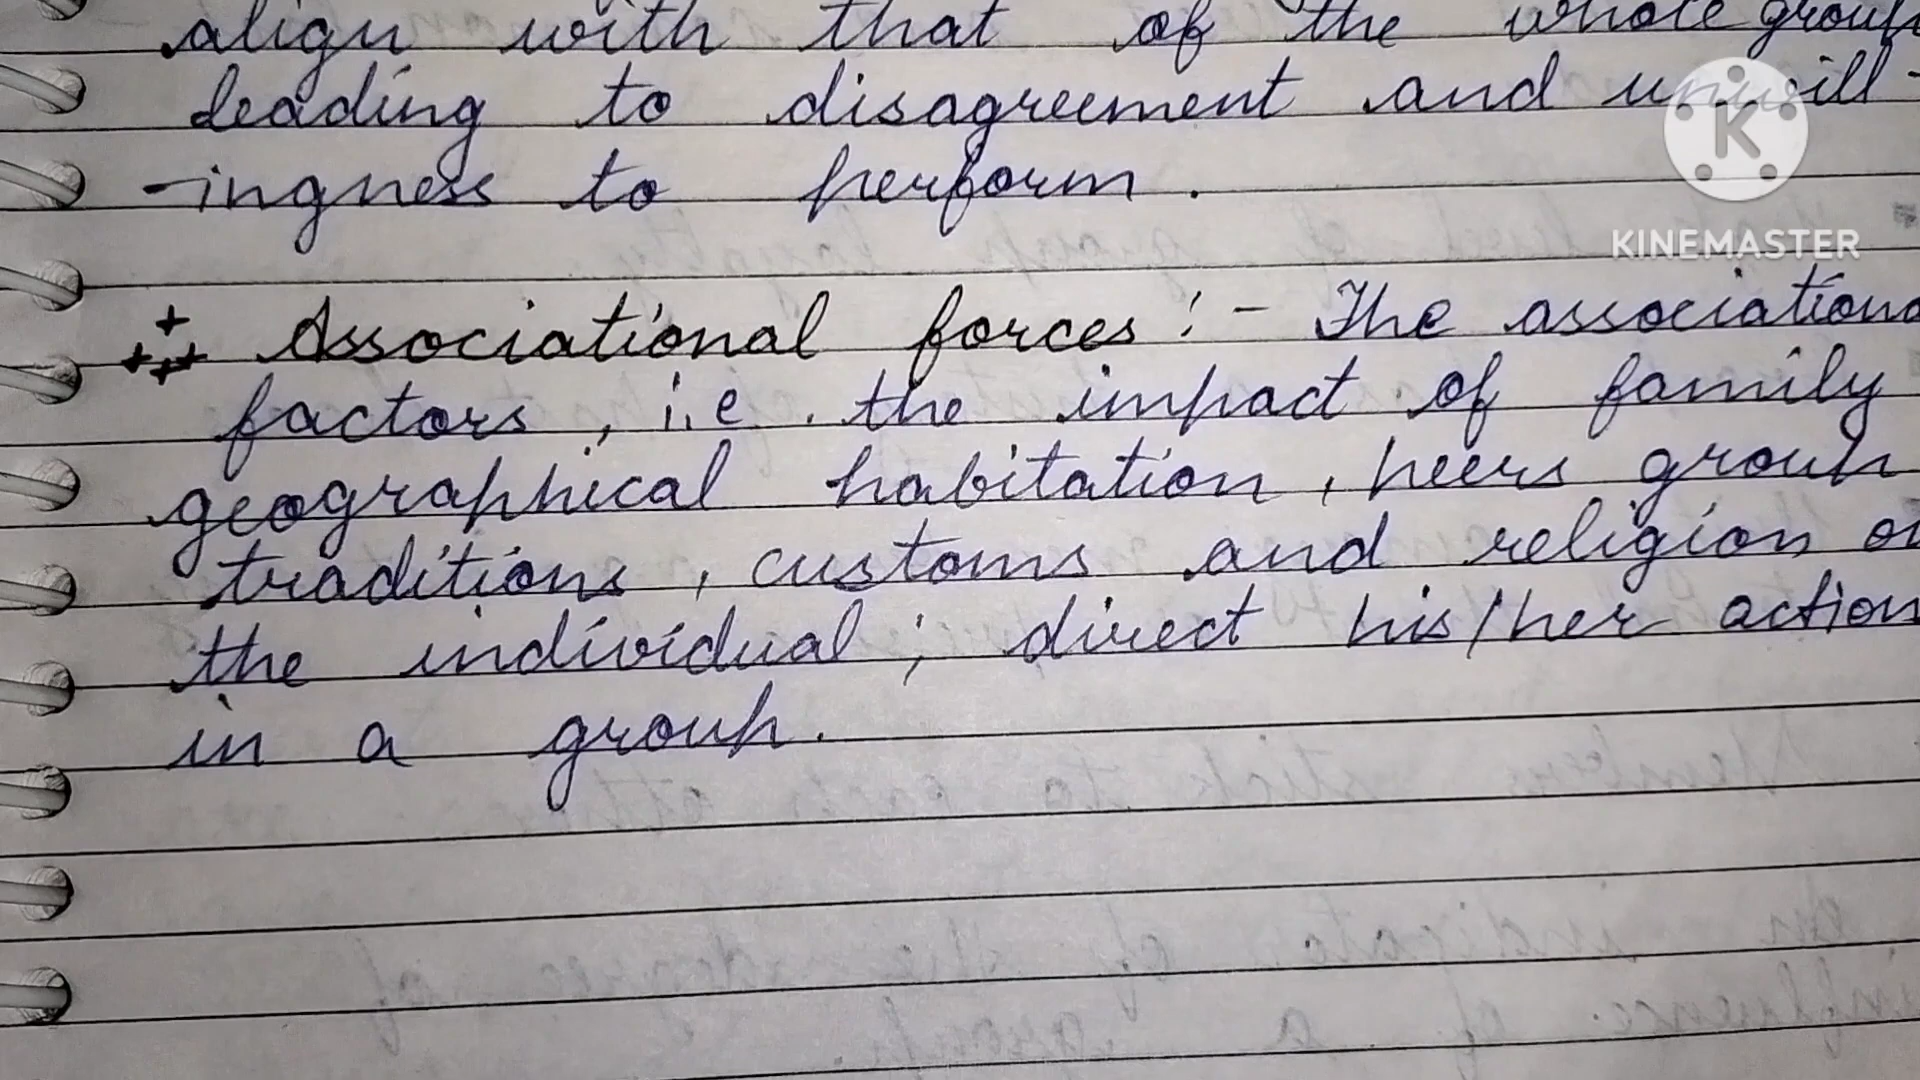 align with that of the whole group
leading to disagreement and unwill-
-ingness to perform.
KINEMASTER
Associational forces :- The associationa
factors, i.e. the impact of family
geographical habitation, peers group
traditions, customs and religion on
the individual; direct his/her action
in a group.